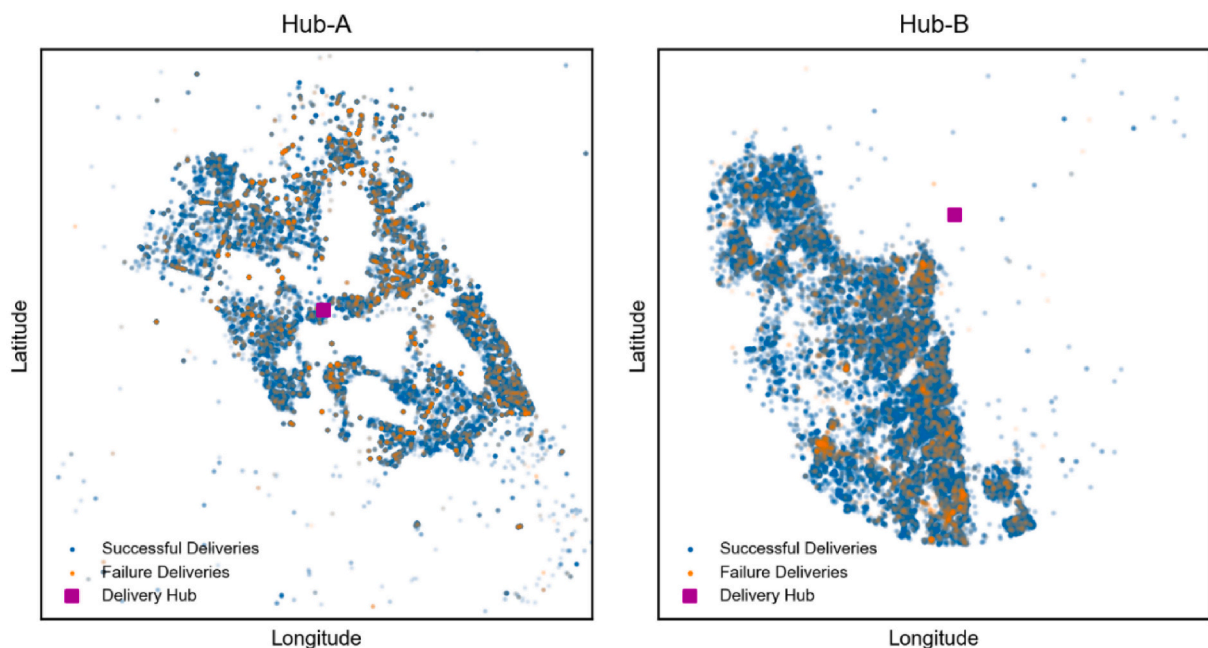 Hub-A
Latitude
Successful Deliveries
Failure Deliveries
Delivery Hub
Longitude
Hub-B
Latitude
Successful Deliveries
Failure Deliveries
Delivery Hub
Longitude